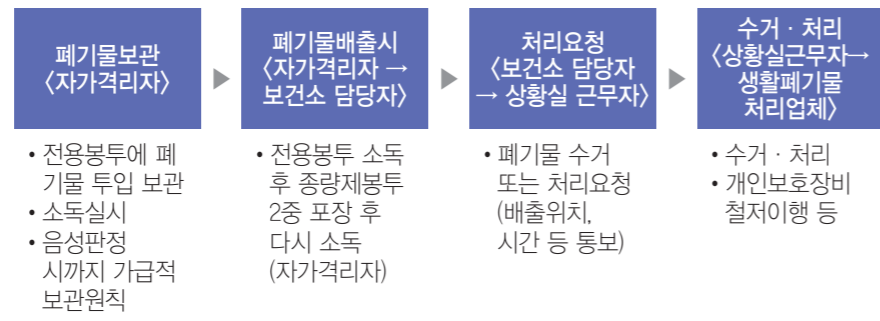 폐기물보관
〈자가격리자〉
• 전용봉투에 폐
기물 투입 보관
• 소독실시
• 음성판정
시까지 가급적
보관원칙
▶
폐기물배출시
〈자가격리자 →
보건소 담당자〉
• 전용봉투 소독
후 종량제봉투
2중 포장 후
다시 소독
(자가격리자)
▶
처리요청
〈보건소 담당자
→ 상황실 근무자〉
• 폐기물 수거
또는 처리요청
(배출위치,
시간 등 통보)
▶
수거 · 처리
〈상황실근무자→
생활폐기물
처리업체〉
• 수거 · 처리
• 개인보호장비
철저이행 등